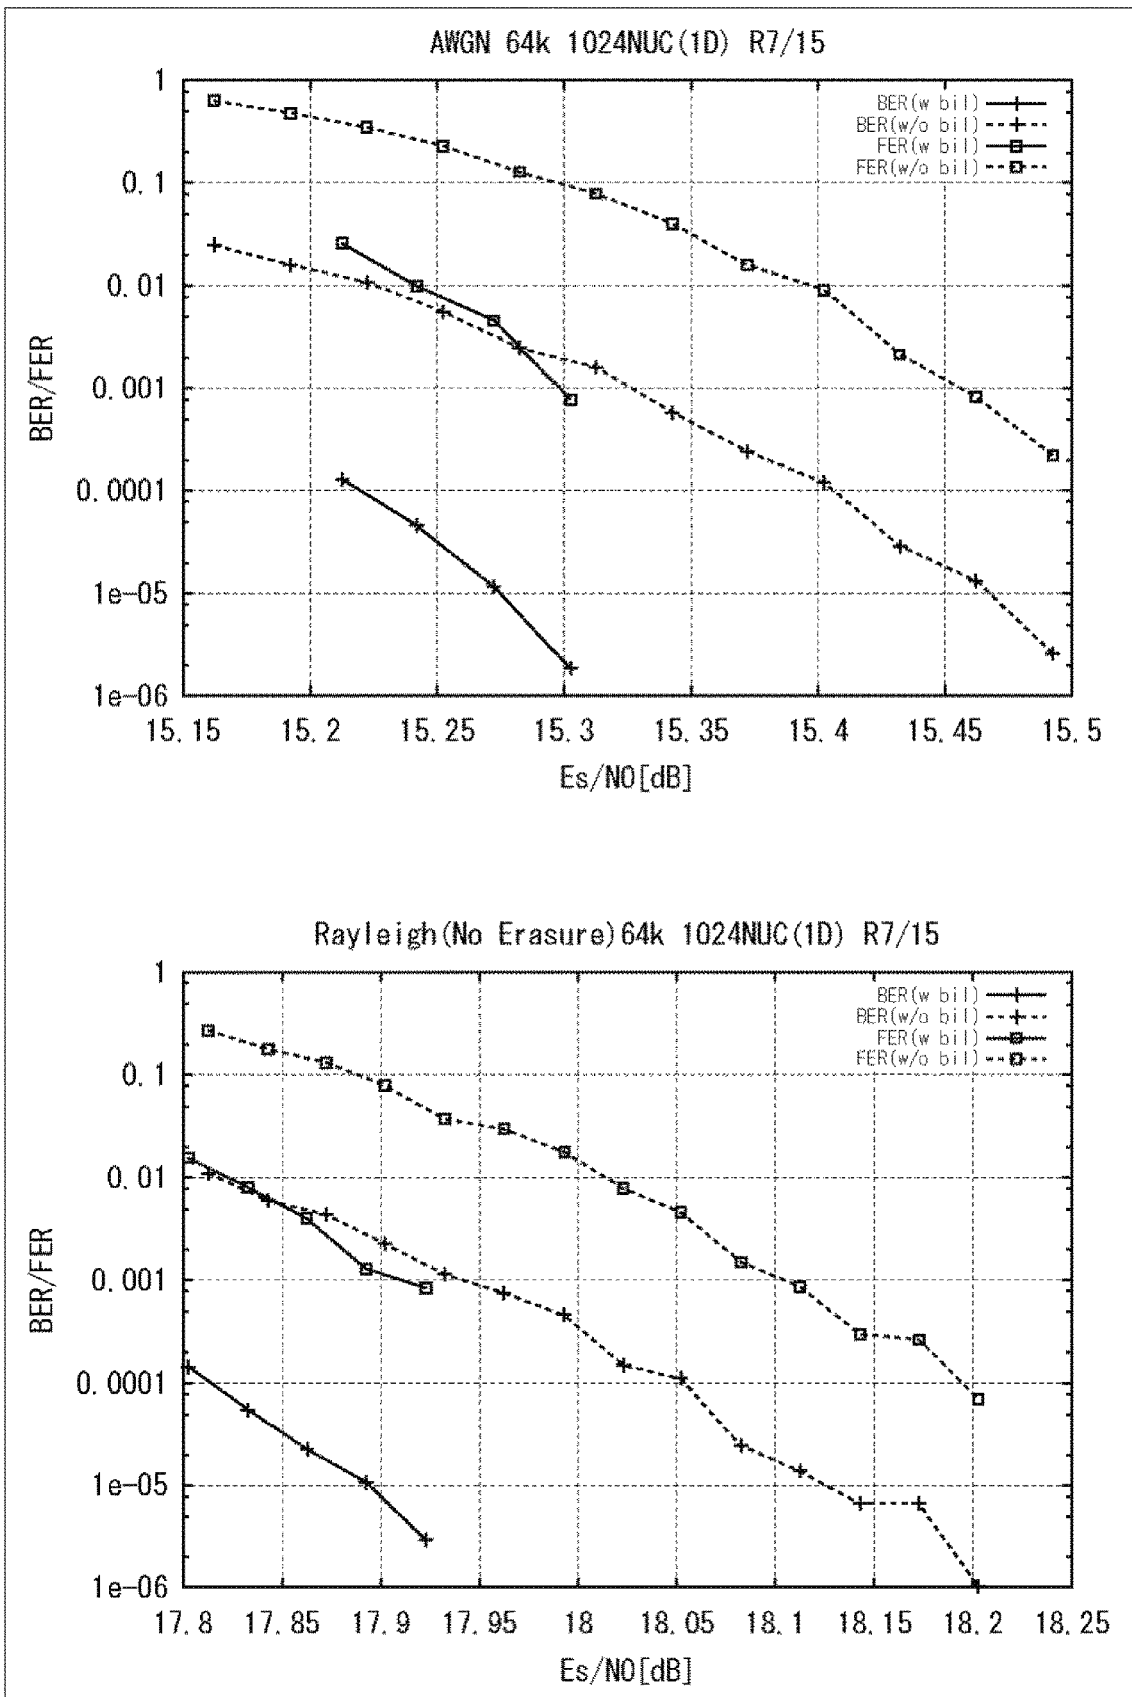 AWGN 64k 1024NUC(1D) R7/15
1
BER(w bil)
BER(w/o bil)
FER(w bil)
FER(w/o bil)
0.1
0.01
0.001
0.0001
1e-05
1e-06
BER/FER
15.15 15.2 15.25 15.3 15.35 15.4 15.45 15.5
Es/N0[dB]
Rayleigh(No Erasure)64k 1024NUC(1D) R7/15
1
BER(w bil)
BER(w/o bil)
FER(w bil)
FER(w/o bil)
0.1
0.01
0.001
0.0001
1e-05
1e-06
BER/FER
17.8 17.85 17.9 17.95 18 18.05 18.1 18.15 18.2 18.25
Es/N0[dB]